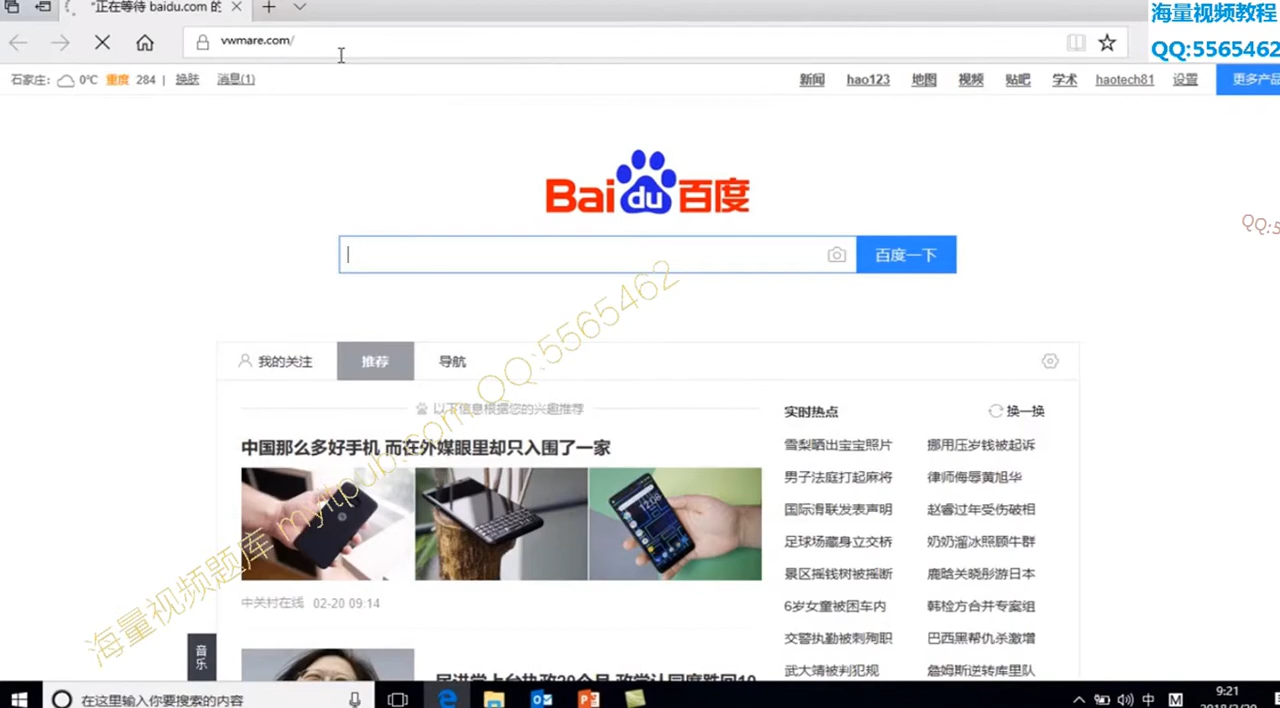 "正在等待 baidu.com 的
海量视频教程
QQ:5565462
vwmare.com/
石家庄: 0℃ 重度 284 | 换肤 消息(1)
新闻 hao123 地图 视频 贴吧 学术 haotech81 设置 更多产品
Bai du 百度
QQ:5
百度一下
海量视频题库 myitpub.com QQ:5565462
我的关注 推荐 导航
以下信息根据您的兴趣推荐
中国那么多好手机 而在外媒眼里却只入围了一家
中关村在线 02-20 09:14
实时热点 换一换
雪梨晒出宝宝照片 挪用压岁钱被起诉
男子法庭打起麻将 律师侮辱黄旭华
国际滑联发表声明 赵睿过年受伤破相
足球场藏身立交桥 奶奶溜冰照顾牛群
景区摇钱树被摇断 鹿晗关晓彤游日本
6岁女童被困车内 韩检方合并专案组
交警执勤被刺殉职 巴西黑帮仇杀激增
武大靖被判犯规 詹姆斯逆转库里队
音乐
在这里输入你要搜索的内容
中 M 9:21